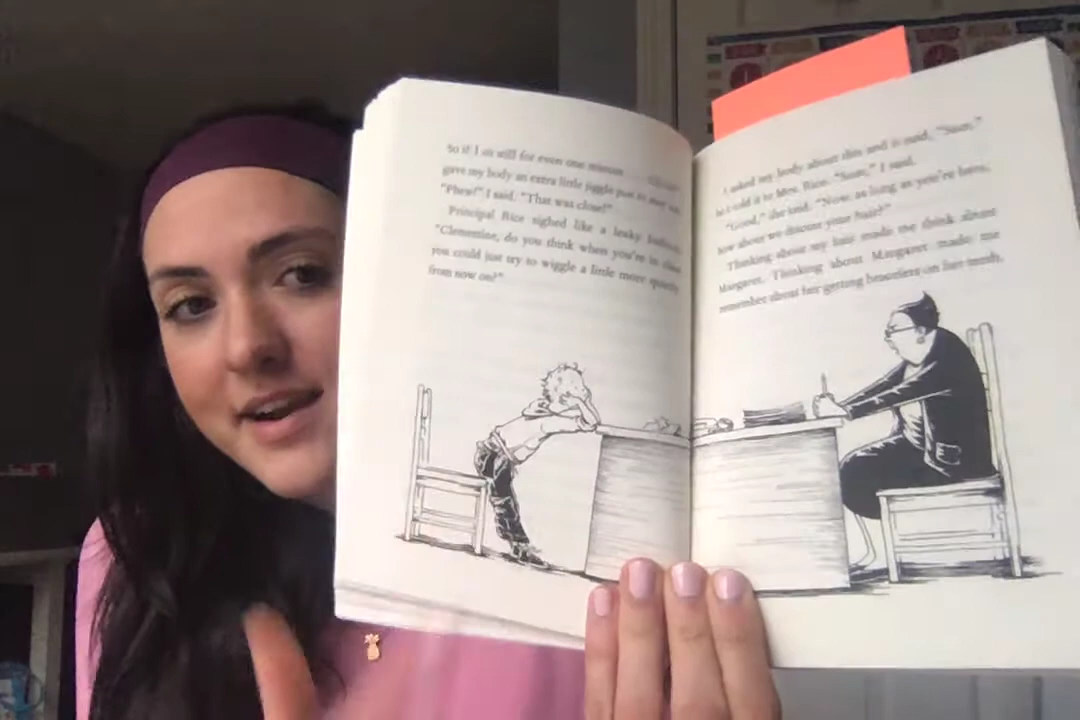 So if I sat still for even one minute
gave my body an extra little jiggle just to
"Phew!" I said. "That was close!"
Principal Rice sighed like a leaky
"Clementine, do you think when you're in class
you could just try to wiggle a little more quietly
from now on?"
I asked my body about this and it said, "Sure,"
so I told it to Mrs. Rice. "Sure," I said.
"Good," she said. "Now, as long as you're here,
how about we discuss your hair?"
Thinking about my hair made me think about
Margaret. Thinking about Margaret made me
remember about her getting bracelets on her teeth.